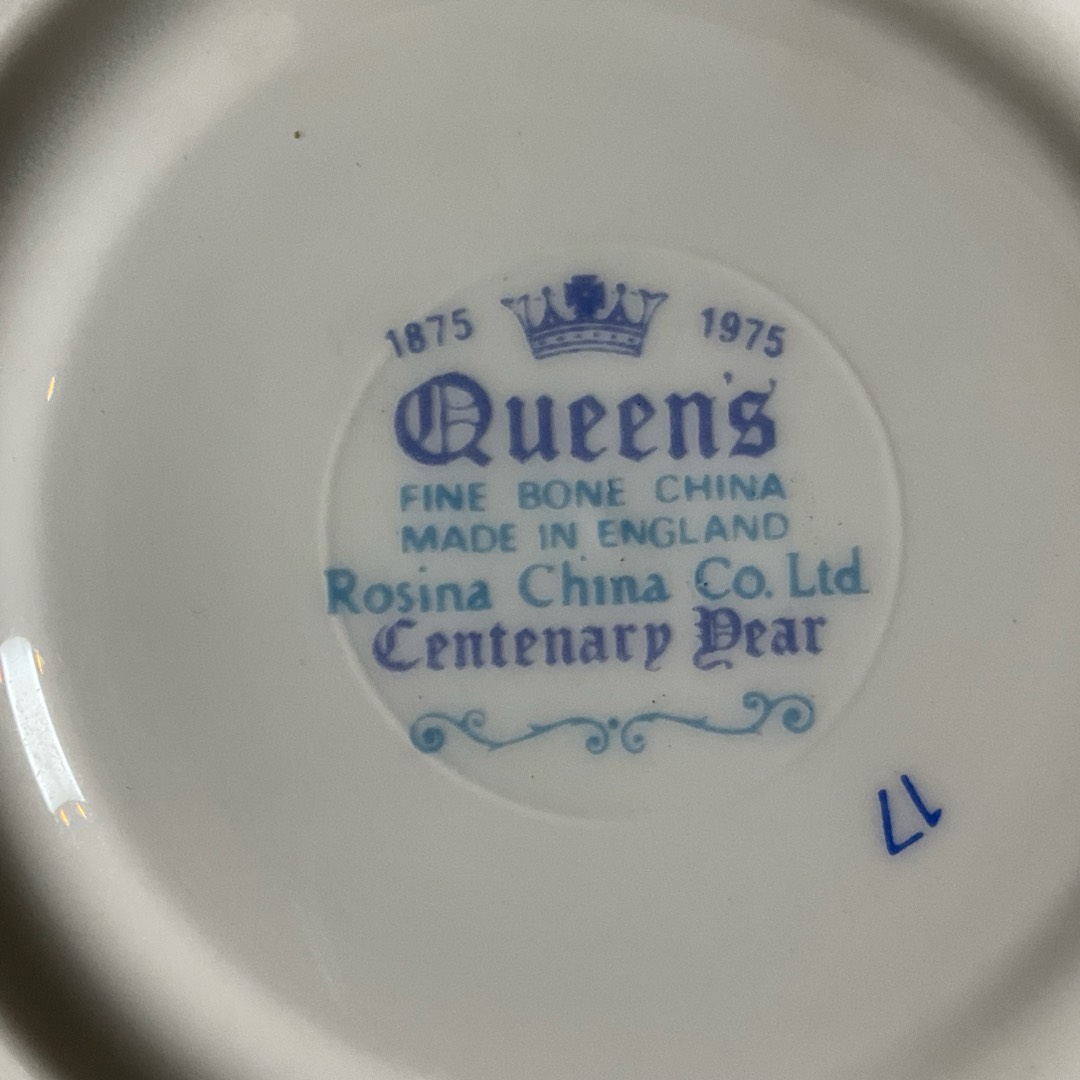 1875 1975
Queen's
FINE BONE CHINA
MADE IN ENGLAND
Rosina China Co. Ltd.
Centenary Year
17